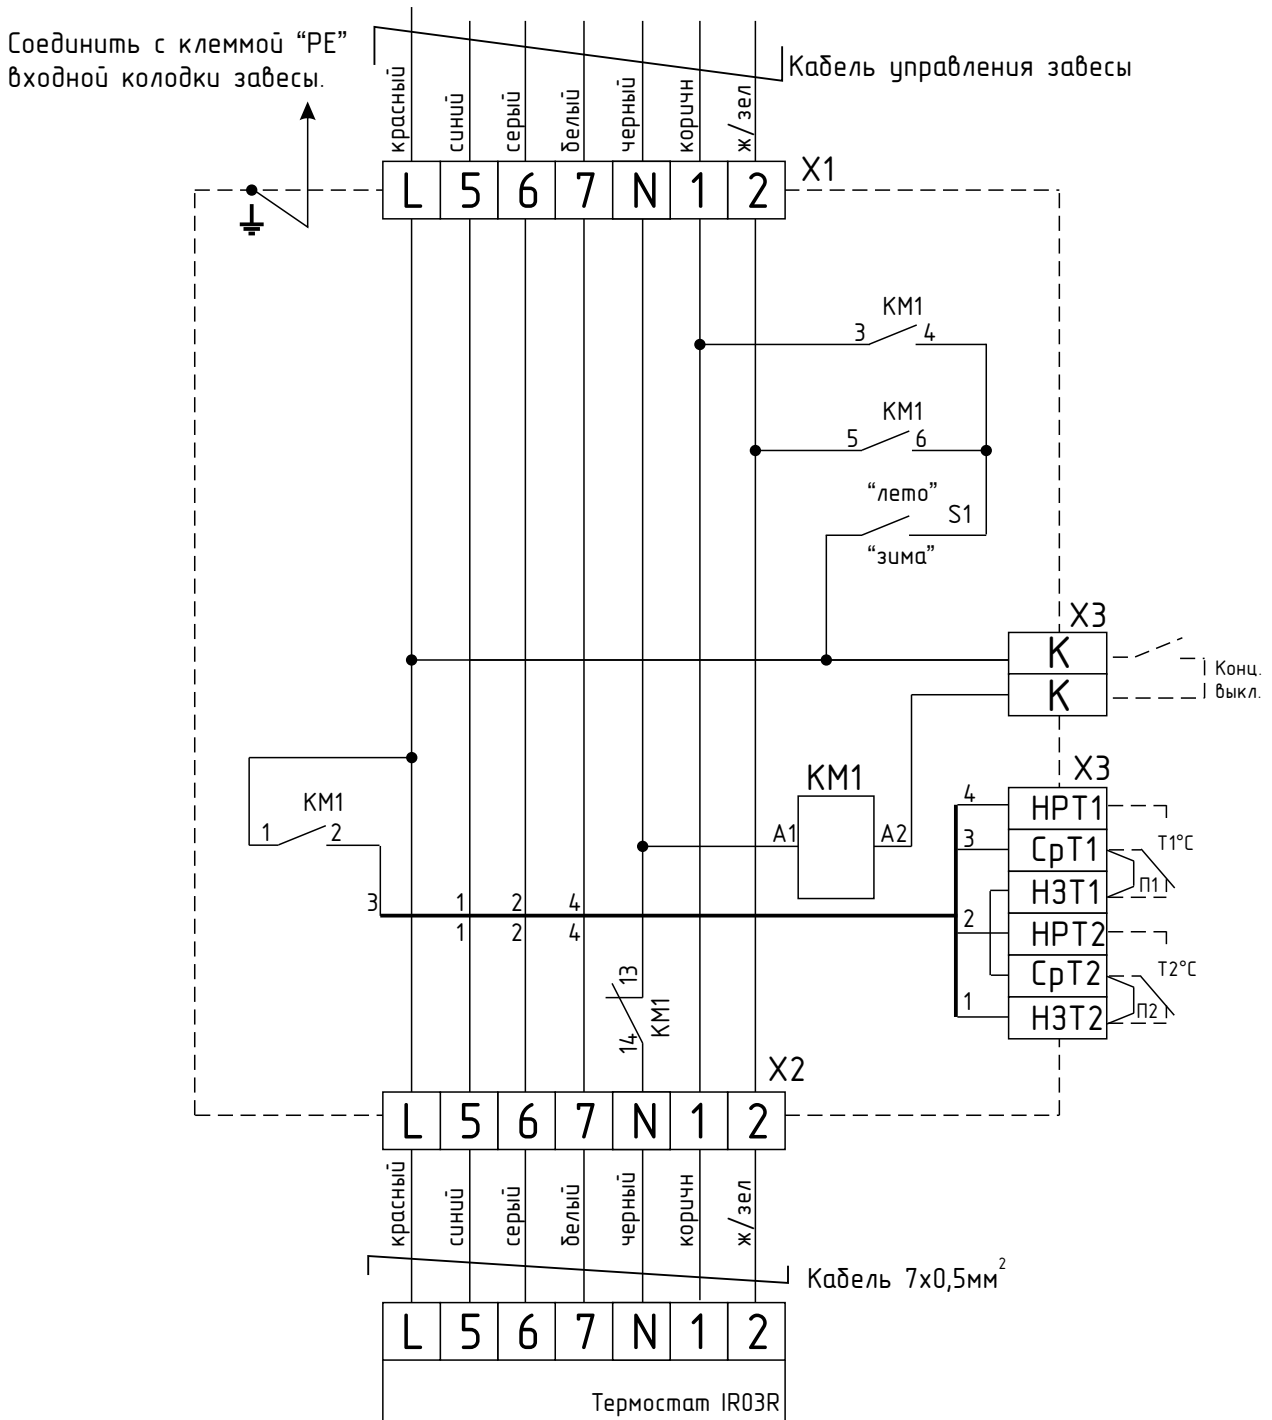 Соединить с клеммой “PE”
входной колодки завесы.
Кабель управления завесы
красный
синий
серый
белый
черный
коричн
ж/зел
X1
L 5 6 7 N 1 2
KM1
3 4
KM1
5 6
“лето”
S1
“зима”
X3
K
K
Конц.
выкл.
KM1
1 2
KM1
A1 A2
X3
4 НРТ1
3 СрТ1
НЗТ1
2 НРТ2
СрТ2
1 НЗТ2
T1°C
П1
T2°C
П2
3 1 2 4
1 2 4
13
14
KM1
X2
L 5 6 7 N 1 2
красный
синий
серый
белый
черный
коричн
ж/зел
Кабель 7х0,5мм²
L 5 6 7 N 1 2
Термостат IR03R